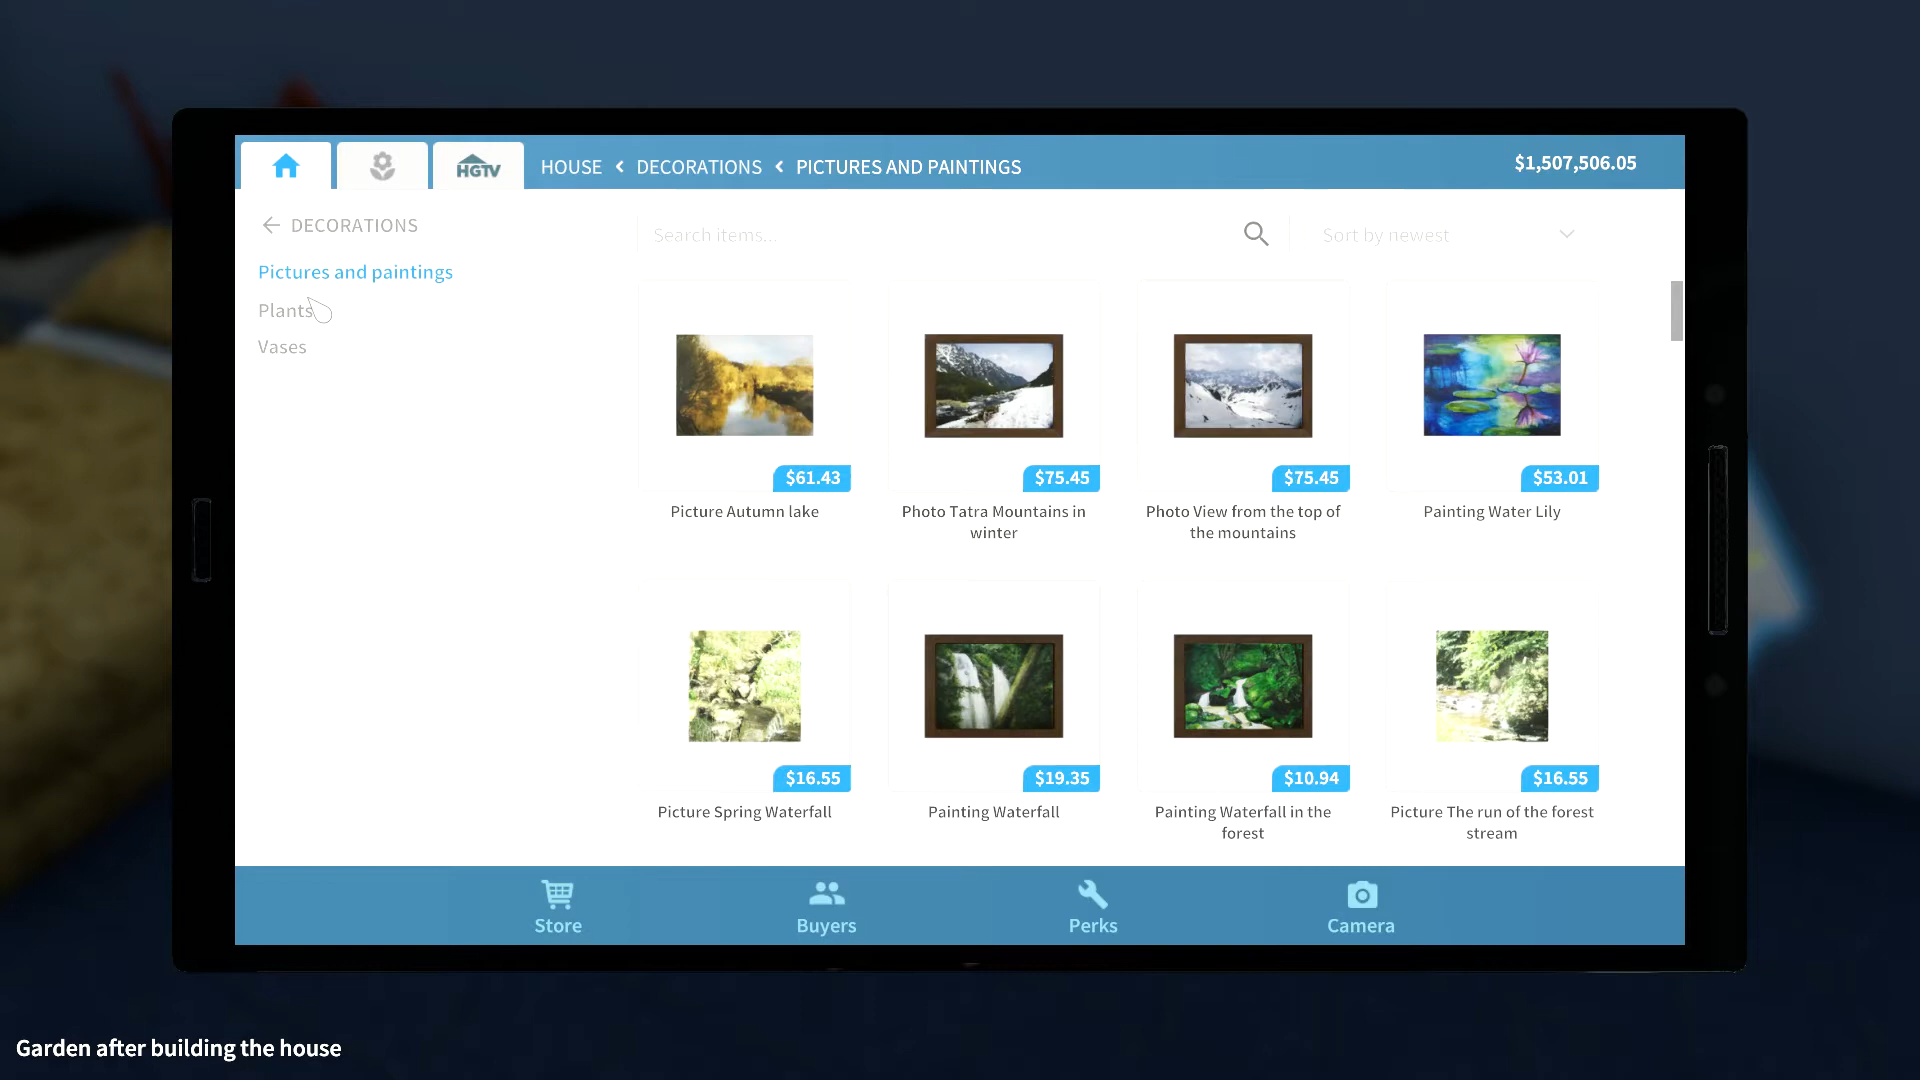 HGTV
HOUSE < DECORATIONS < PICTURES AND PAINTINGS
$1,507,506.05
DECORATIONS
Search items...
Sort by newest
Pictures and paintings
Plants
Vases
$61.43
$75.45
$75.45
$53.01
Picture Autumn lake
Photo Tatra Mountains in
winter
Photo View from the top of
the mountains
Painting Water Lily
$16.55
$19.35
$10.94
$16.55
Picture Spring Waterfall
Painting Waterfall
Painting Waterfall in the
forest
Picture The run of the forest
stream
Store
Buyers
Perks
Camera
Garden after building the house